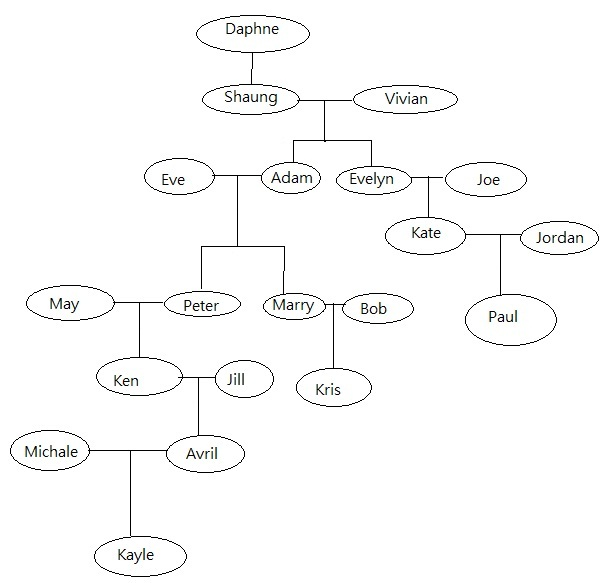 Daphne
Shaung
Vivian
Eve
Adam
Evelyn
Joe
Kate
Jordan
May
Peter
Marry
Bob
Paul
Ken
Jill
Kris
Michale
Avril
Kayle